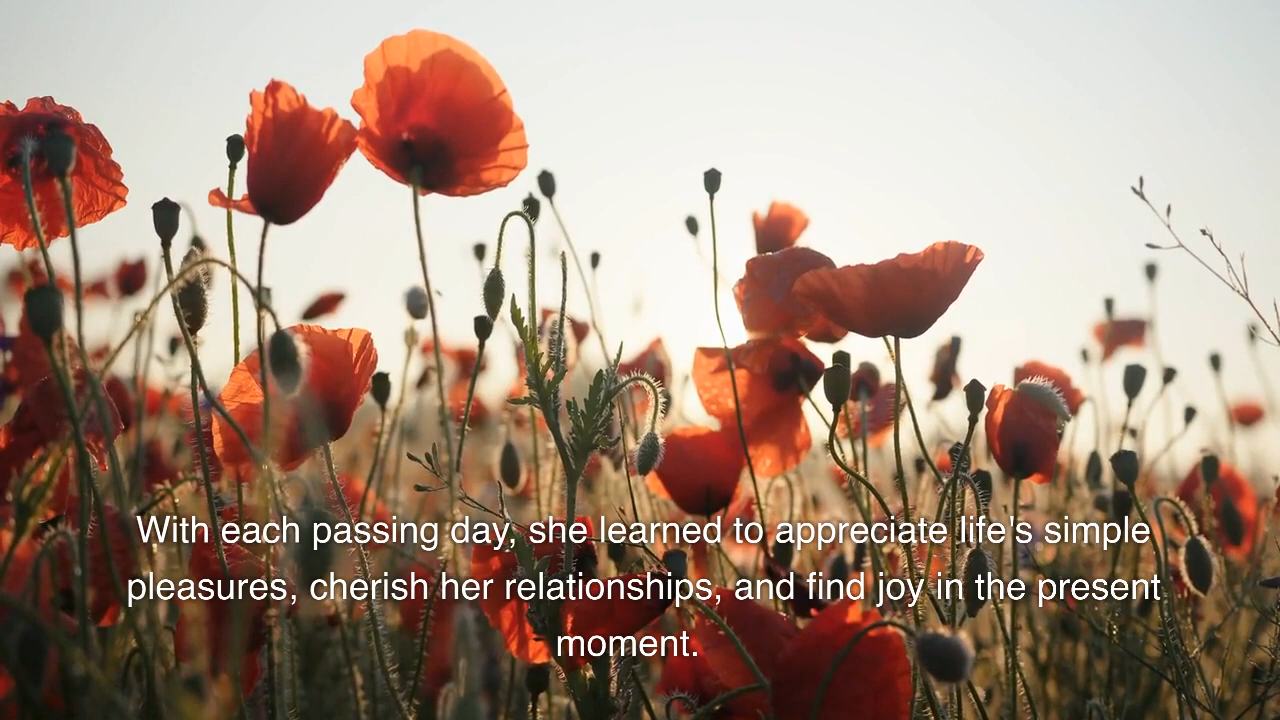 With each passing day, she learned to appreciate life's simple
pleasures, cherish her relationships, and find joy in the present
moment.